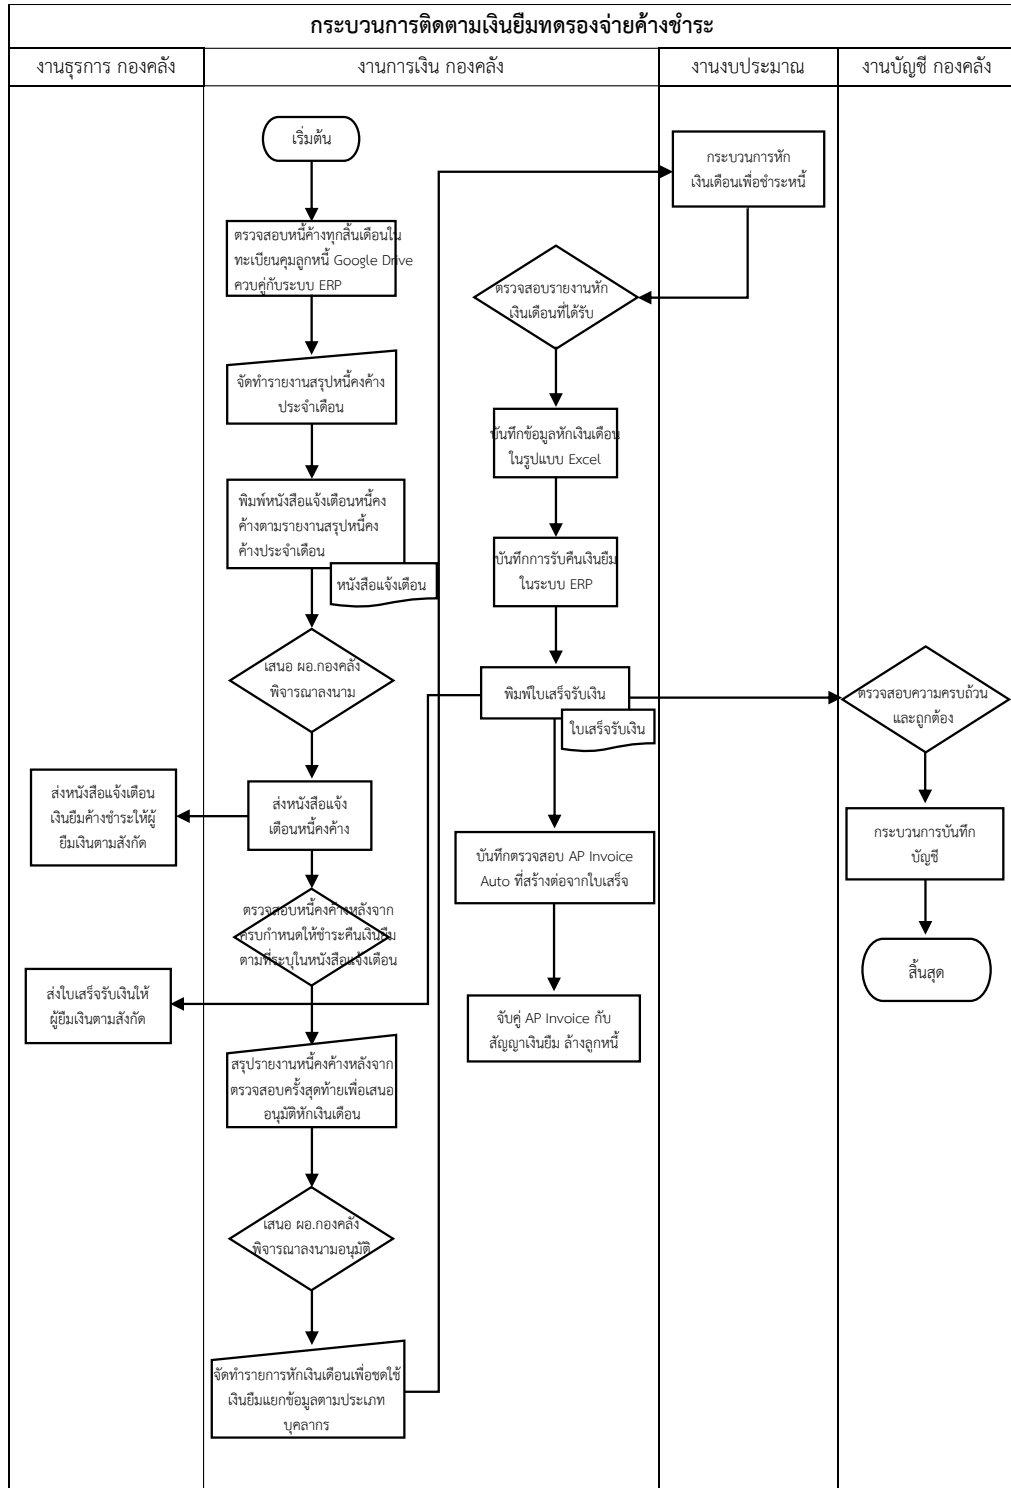 กระบวนการติดตามเงินยืมทดรองจ่ายค้างชำระ
งานธุรการ กองคลัง
งานการเงิน กองคลัง
งานงบประมาณ
งานบัญชี กองคลัง
เริ่มต้น
ตรวจสอบหนี้ค้างทุกสิ้นเดือนใน
ทะเบียนคุมลูกหนี้ Google Drive
ควบคู่กับระบบ ERP
จัดทำรายงานสรุปหนี้คงค้าง
ประจำเดือน
พิมพ์หนังสือแจ้งเตือนหนี้คง
ค้างตามรายงานสรุปหนี้คง
ค้างประจำเดือน
หนังสือแจ้งเตือน
เสนอ ผอ.กองคลัง
พิจารณาลงนาม
ส่งหนังสือแจ้ง
เตือนหนี้คงค้าง
ส่งหนังสือแจ้งเตือน
เงินยืมค้างชำระให้ผู้
ยืมเงินตามสังกัด
ตรวจสอบหนี้คงค้างหลังจาก
ครบกำหนดให้ชำระคืนเงินยืม
ตามที่ระบุในหนังสือแจ้งเตือน
ส่งใบเสร็จรับเงินให้
ผู้ยืมเงินตามสังกัด
สรุปรายงานหนี้คงค้างหลังจาก
ตรวจสอบครั้งสุดท้ายเพื่อเสนอ
อนุมัติหักเงินเดือน
เสนอ ผอ.กองคลัง
พิจารณาลงนามอนุมัติ
จัดทำรายการหักเงินเดือนเพื่อชดใช้
เงินยืมแยกข้อมูลตามประเภท
บุคลากร
กระบวนการหัก
เงินเดือนเพื่อชำระหนี้
ตรวจสอบรายงานหัก
เงินเดือนที่ได้รับ
บันทึกข้อมูลหักเงินเดือน
ในรูปแบบ Excel
บันทึกการรับคืนเงินยืม
ในระบบ ERP
พิมพ์ใบเสร็จรับเงิน
ใบเสร็จรับเงิน
บันทึกตรวจสอบ AP Invoice
Auto ที่สร้างต่อจากใบเสร็จ
จับคู่ AP Invoice กับ
สัญญาเงินยืม ล้างลูกหนี้
ตรวจสอบความครบถ้วน
และถูกต้อง
กระบวนการบันทึก
บัญชี
สิ้นสุด